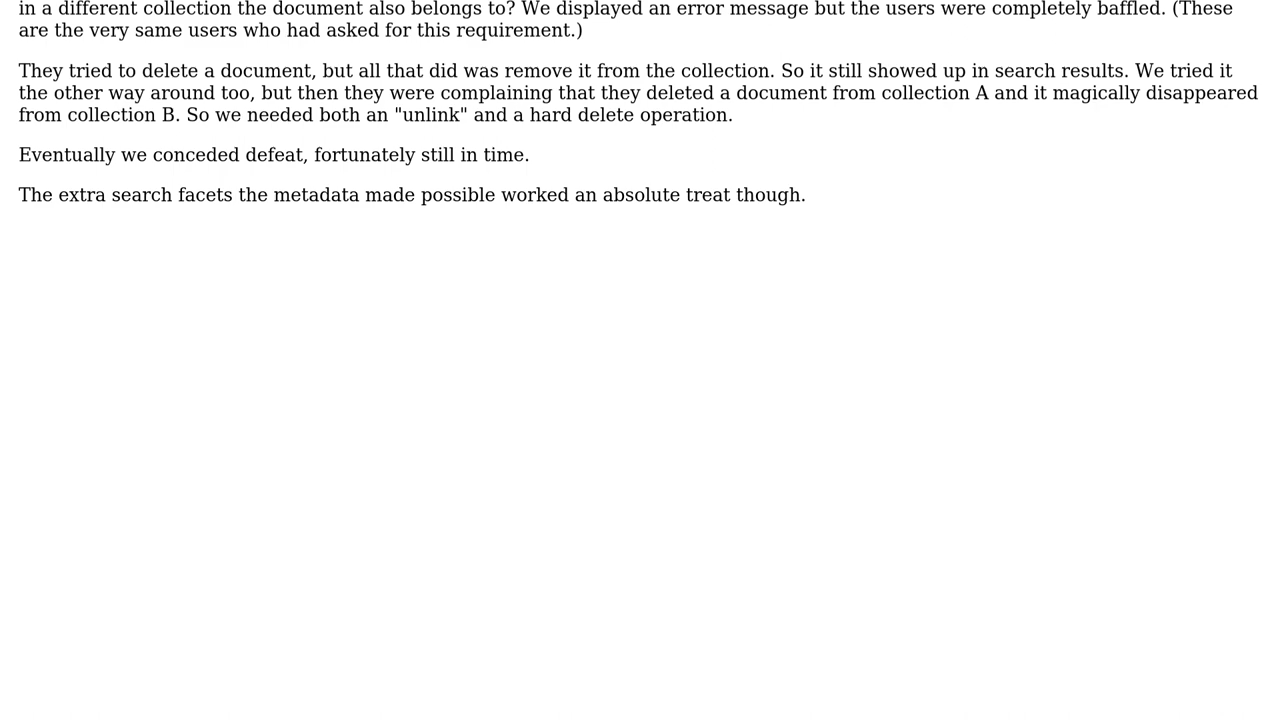 in a different collection the document also belongs to? We displayed an error message but the users were completely baffled. (These
are the very same users who had asked for this requirement.)
They tried to delete a document, but all that did was remove it from the collection. So it still showed up in search results. We tried it
the other way around too, but then they were complaining that they deleted a document from collection A and it magically disappeared
from collection B. So we needed both an "unlink" and a hard delete operation.
Eventually we conceded defeat, fortunately still in time.
The extra search facets the metadata made possible worked an absolute treat though.